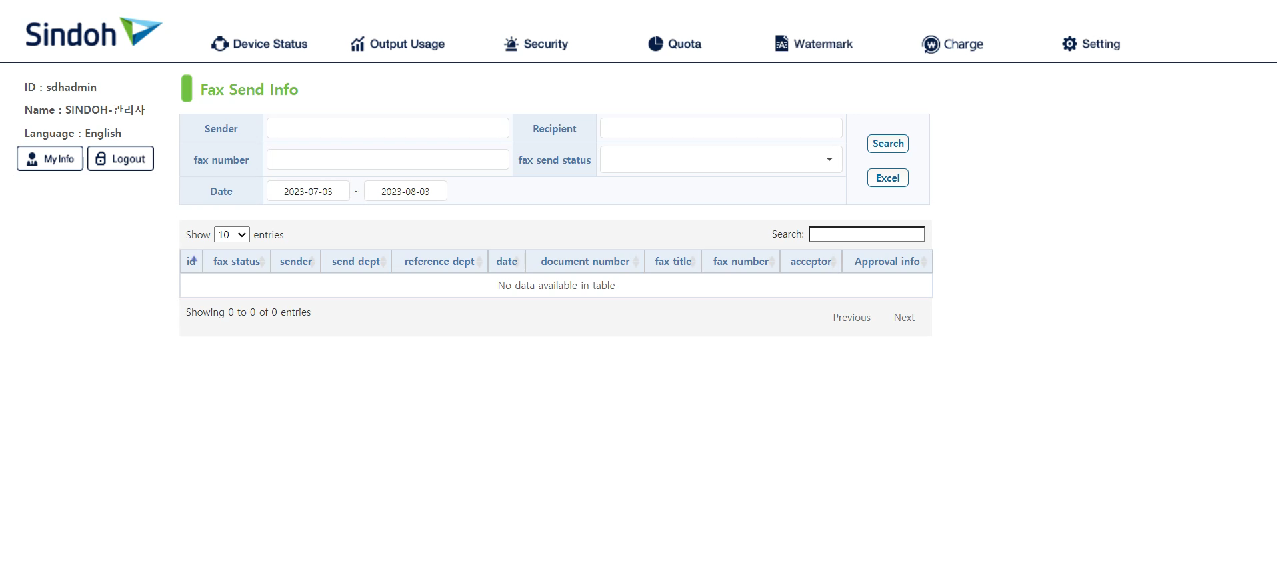 Sindoh
Device Status Output Usage Security Quota Watermark Charge Setting
ID : sdhadmin
Name : SINDOH-관리자
Language : English
My Info Logout
Fax Send Info
Sender Recipient
fax number fax send status
Date 2023-07-03 - 2023-08-03
Search
Excel
Show 10 entries Search:
id fax status sender send dept reference dept date document number fax title fax number acceptor Approval info
No data available in table
Showing 0 to 0 of 0 entries
Previous Next